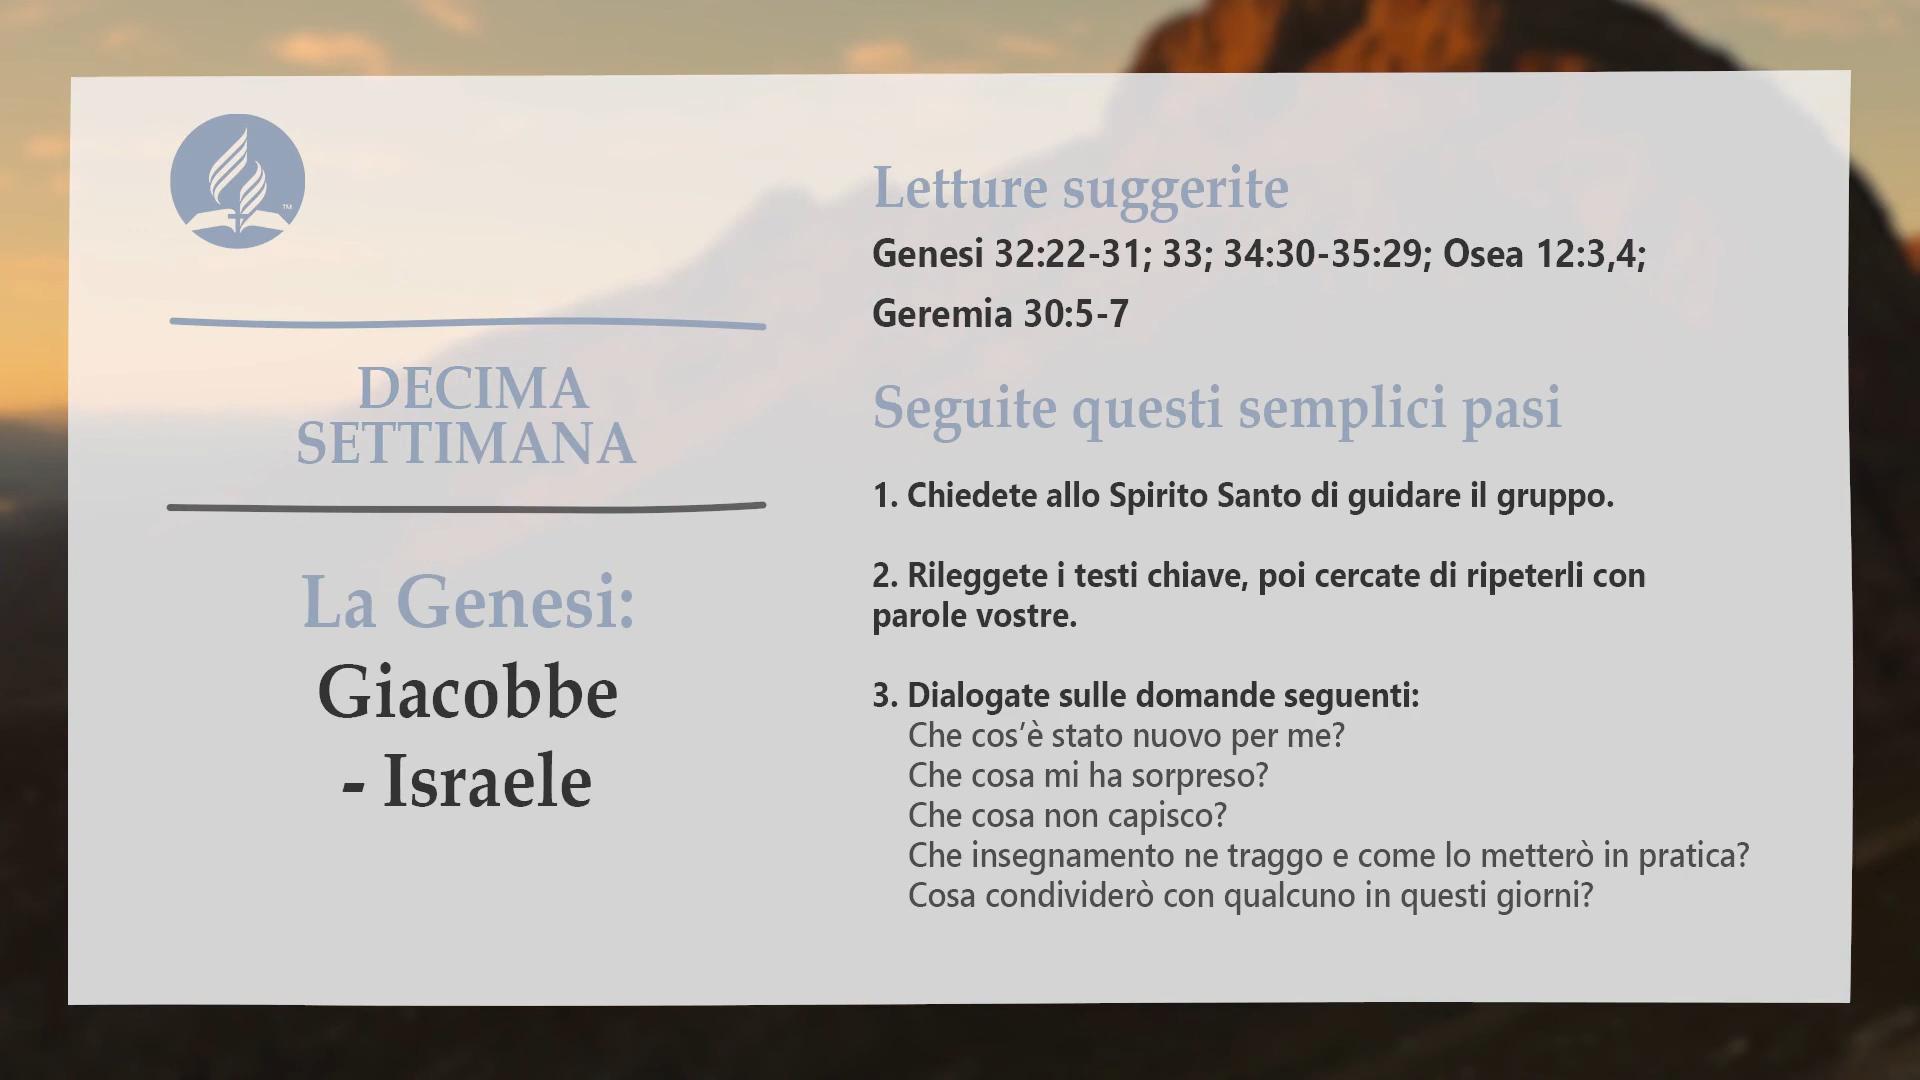 DECIMA
SETTIMANA
La Genesi:
Giacobbe
- Israele
Letture suggerite
Genesi 32:22-31; 33; 34:30-35:29; Osea 12:3,4;
Geremia 30:5-7
Seguite questi semplici pasi
1. Chiedete allo Spirito Santo di guidare il gruppo.
2. Rileggete i testi chiave, poi cercate di ripeterli con
parole vostre.
3. Dialogate sulle domande seguenti:
Che cos’è stato nuovo per me?
Che cosa mi ha sorpreso?
Che cosa non capisco?
Che insegnamento ne traggo e come lo metterò in pratica?
Cosa condividerò con qualcuno in questi giorni?